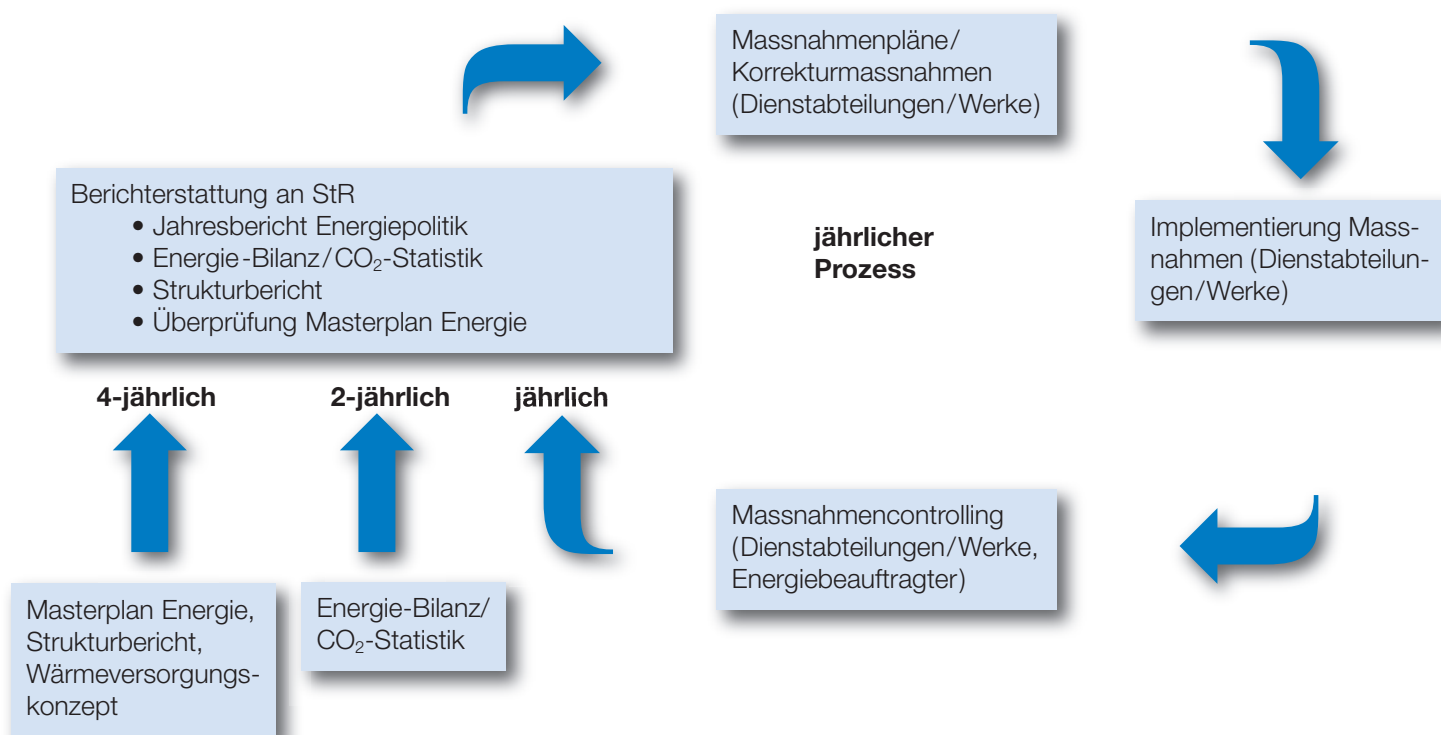 Massnahmenpläne/
Korrekturmassnahmen
(Dienstabteilungen/Werke)
Berichterstattung an StR
• Jahresbericht Energiepolitik
• Energie-Bilanz/CO₂-Statistik
• Strukturbericht
• Überprüfung Masterplan Energie
jährlicher
Prozess
Implementierung Mass-
nahmen (Dienstabteilun-
gen/Werke)
4-jährlich
2-jährlich
jährlich
Massnahmencontrolling
(Dienstabteilungen/Werke,
Energiebeauftragter)
Masterplan Energie,
Strukturbericht,
Wärmeversorgungs-
konzept
Energie-Bilanz/
CO₂-Statistik